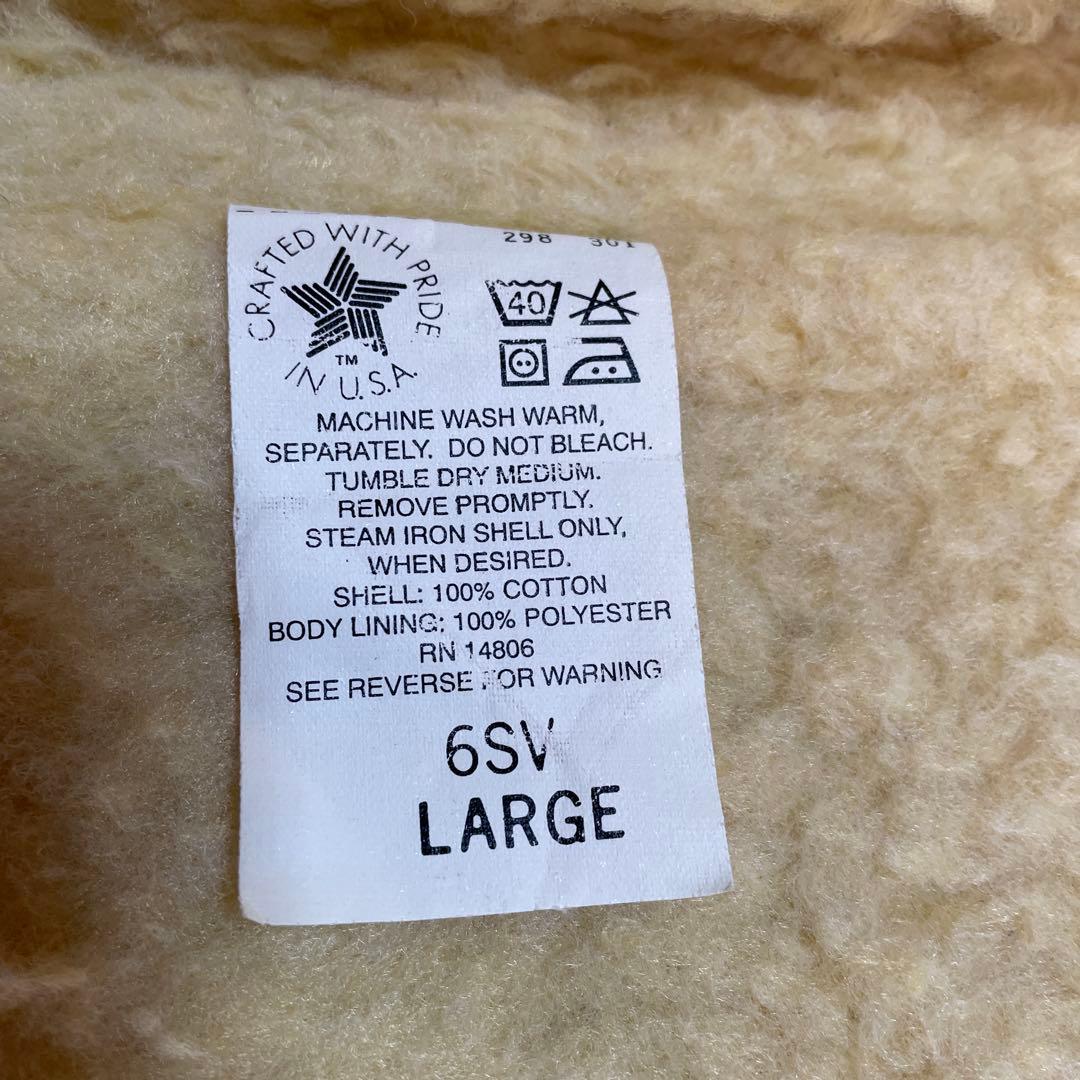 298 301
CRAFTED WITH PRIDE
TM
IN U.S.A.
40
MACHINE WASH WARM,
SEPARATELY. DO NOT BLEACH.
TUMBLE DRY MEDIUM.
REMOVE PROMPTLY.
STEAM IRON SHELL ONLY,
WHEN DESIRED.
SHELL: 100% COTTON
BODY LINING: 100% POLYESTER
RN 14806
SEE REVERSE FOR WARNING
6SV
LARGE